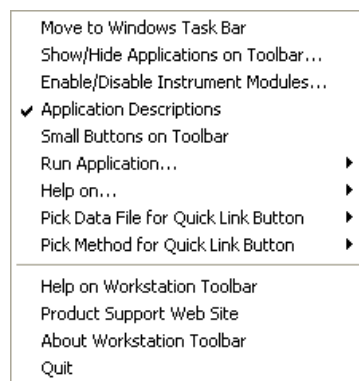 Move to Windows Task Bar
Show/Hide Applications on Toolbar...
Enable/Disable Instrument Modules...
Application Descriptions
Small Buttons on Toolbar
Run Application...
Help on...
Pick Data File for Quick Link Button
Pick Method for Quick Link Button
Help on Workstation Toolbar
Product Support Web Site
About Workstation Toolbar
Quit